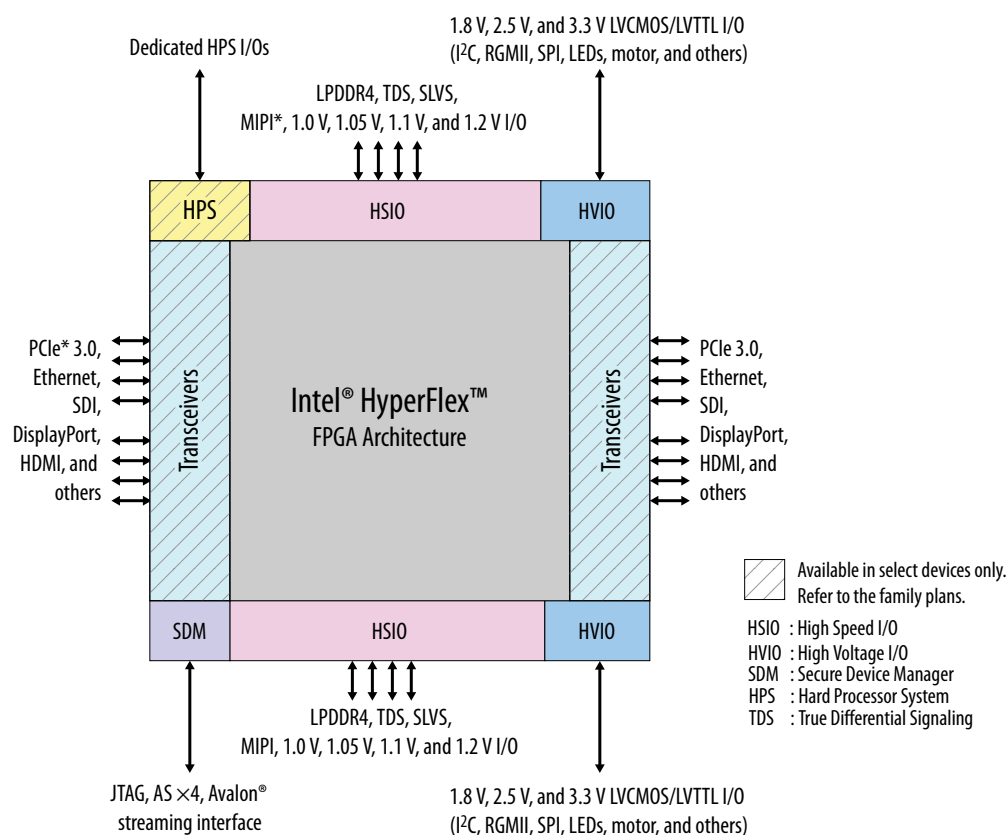 1.8 V, 2.5 V, and 3.3 V LVCMOS/LVTTL I/O
(I²C, RGMII, SPI, LEDs, motor, and others)
Dedicated HPS I/Os
LPDDR4, TDS, SLVS,
MIPI*, 1.0 V, 1.05 V, 1.1 V, and 1.2 V I/O
HPS
HSIO
HVIO
PCIe* 3.0,
Ethernet,
SDI,
DisplayPort,
HDMI, and
others
Transceivers
Intel® HyperFlex™
FPGA Architecture
Transceivers
PCIe 3.0,
Ethernet,
SDI,
DisplayPort,
HDMI, and
others
SDM
HSIO
HVIO
Available in select devices only.
Refer to the family plans.
HSIO : High Speed I/O
HVIO : High Voltage I/O
SDM : Secure Device Manager
HPS : Hard Processor System
TDS : True Differential Signaling
LPDDR4, TDS, SLVS,
MIPI, 1.0 V, 1.05 V, 1.1 V, and 1.2 V I/O
JTAG, AS ×4, Avalon®
streaming interface
1.8 V, 2.5 V, and 3.3 V LVCMOS/LVTTL I/O
(I²C, RGMII, SPI, LEDs, motor, and others)